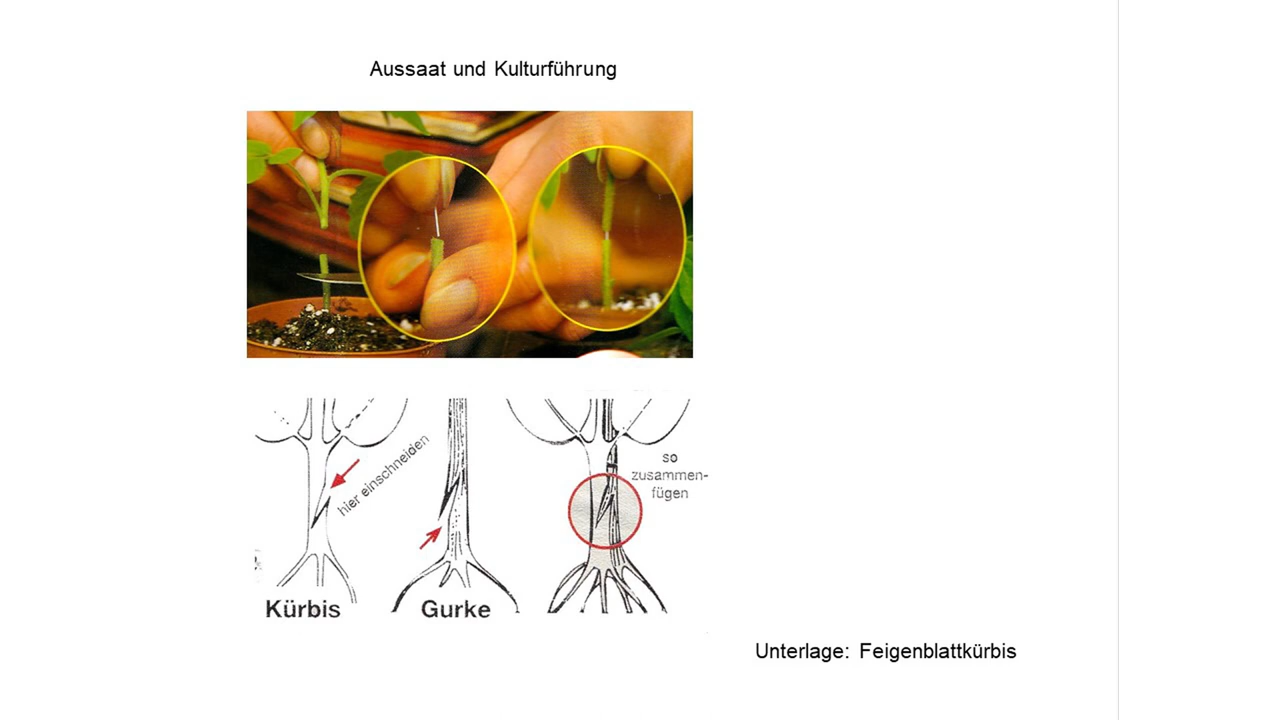 Aussaat und Kulturführung
hier einschneiden
so
zusammen-
fügen
Kürbis
Gurke
Unterlage: Feigenblattkürbis